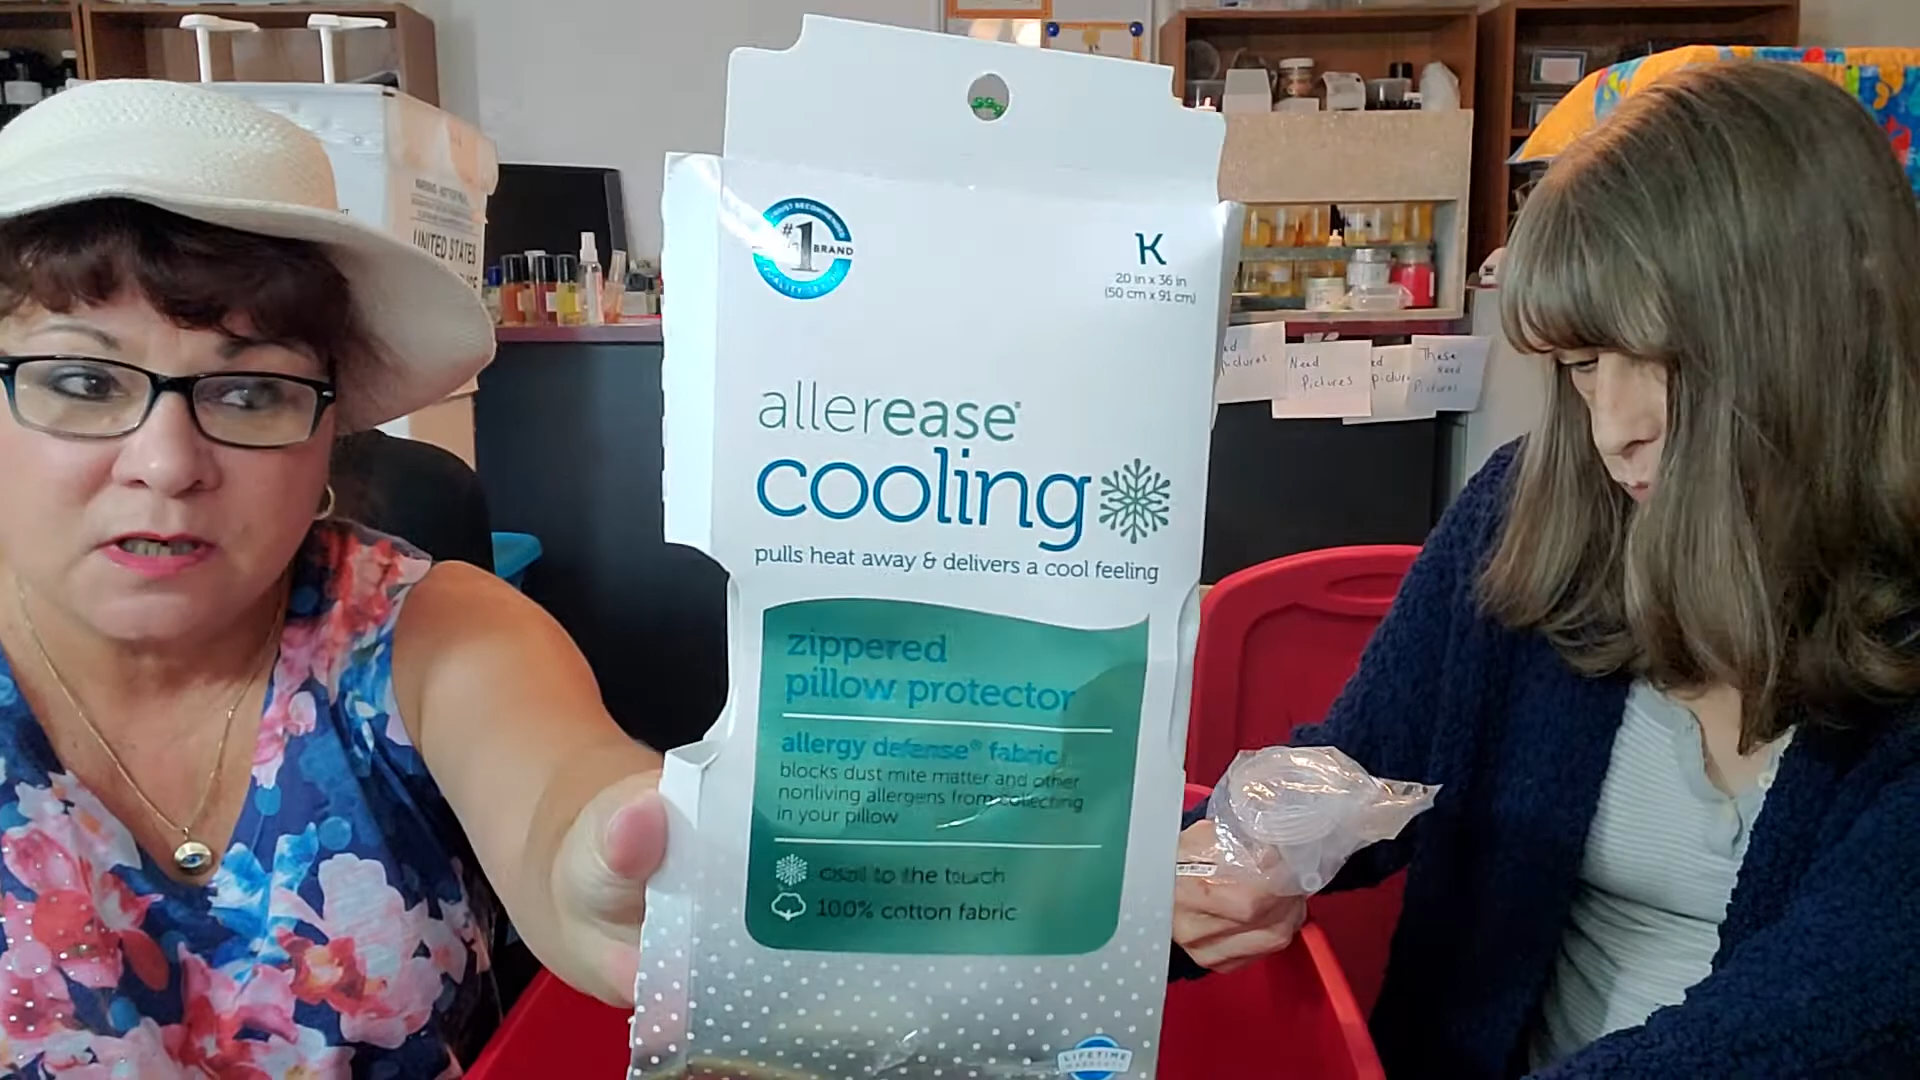 UNITED STATES
#1
BRAND
K
20 in x 36 in
(50 cm x 91 cm)
allerease®
cooling
pulls heat away & delivers a cool feeling
zippered
pillow protector
allergy defense® fabric
blocks dust mite matter and other
nonliving allergens from collecting
in your pillow
cool to the touch
100% cotton fabric
LIFETIME
Need
Pictures
These
Need
Pictures